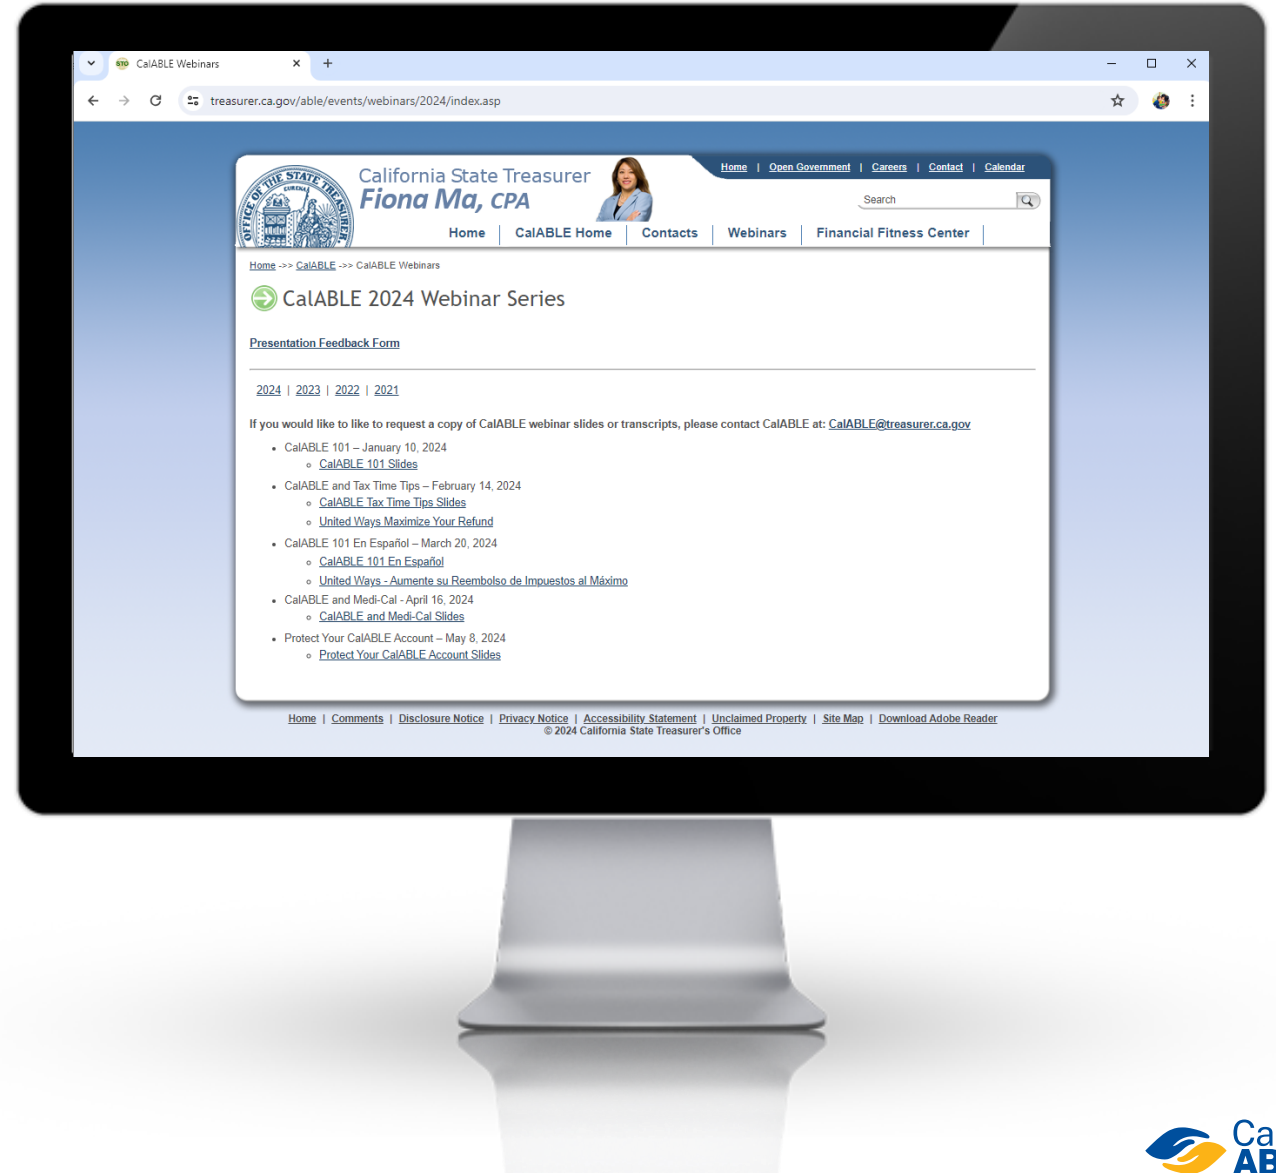 CalABLE Webinars
treasurer.ca.gov/able/events/webinars/2024/index.asp
OFFICE OF THE STATE TREASURER.
EUREKA
California State Treasurer
Fiona Ma, CPA
Home | Open Government | Careers | Contact | Calendar
Search
Home | CalABLE Home | Contacts | Webinars | Financial Fitness Center |
Home ->> CalABLE ->> CalABLE Webinars
CalABLE 2024 Webinar Series
Presentation Feedback Form
2024 | 2023 | 2022 | 2021
If you would like to like to request a copy of CalABLE webinar slides or transcripts, please contact CalABLE at: CalABLE@treasurer.ca.gov
CalABLE 101 – January 10, 2024
CalABLE 101 Slides
CalABLE and Tax Time Tips – February 14, 2024
CalABLE Tax Time Tips Slides
United Ways Maximize Your Refund
CalABLE 101 En Español – March 20, 2024
CalABLE 101 En Español
United Ways - Aumente su Reembolso de Impuestos al Máximo
CalABLE and Medi-Cal - April 16, 2024
CalABLE and Medi-Cal Slides
Protect Your CalABLE Account – May 8, 2024
Protect Your CalABLE Account Slides
Home | Comments | Disclosure Notice | Privacy Notice | Accessibility Statement | Unclaimed Property | Site Map | Download Adobe Reader
© 2024 California State Treasurer's Office
Ca
AB